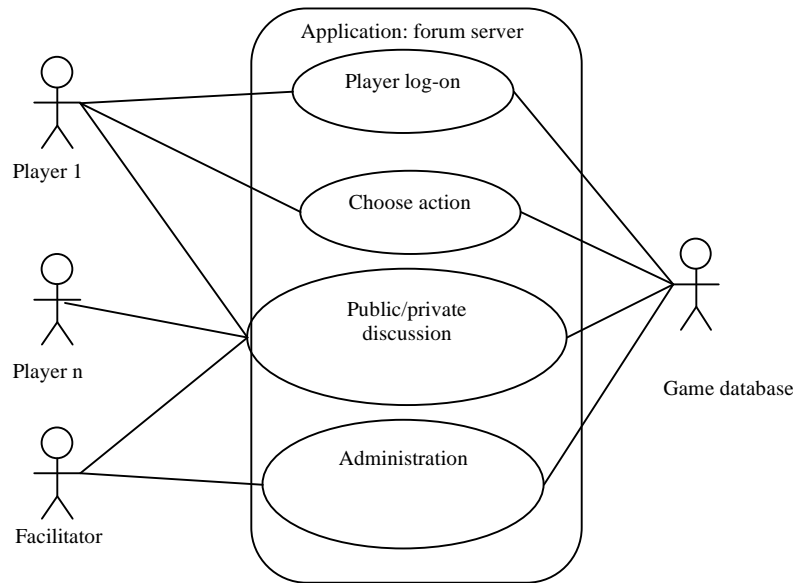 Application: forum server
Player log-on
Player 1
Choose action
Public/private
discussion
Player n
Game database
Administration
Facilitator